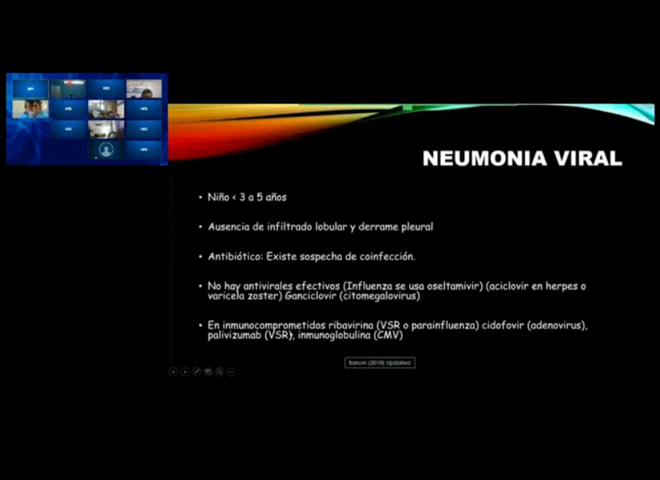 NEUMONIA VIRAL
• Niño < 3 a 5 años
• Ausencia de infiltrado lobular y derrame pleural
• Antibiótico: Existe sospecha de coinfección.
• No hay antivirales efectivos (Influenza se usa oseltamivir) (aciclovir en herpes o
varicela zoster) Ganciclovir (citomegalovirus)
• En inmunocomprometidos ribavirina (VSR o parainfluenza) cidofovir (adenovirus),
palivizumab (VSR), inmunoglobulina (CMV)